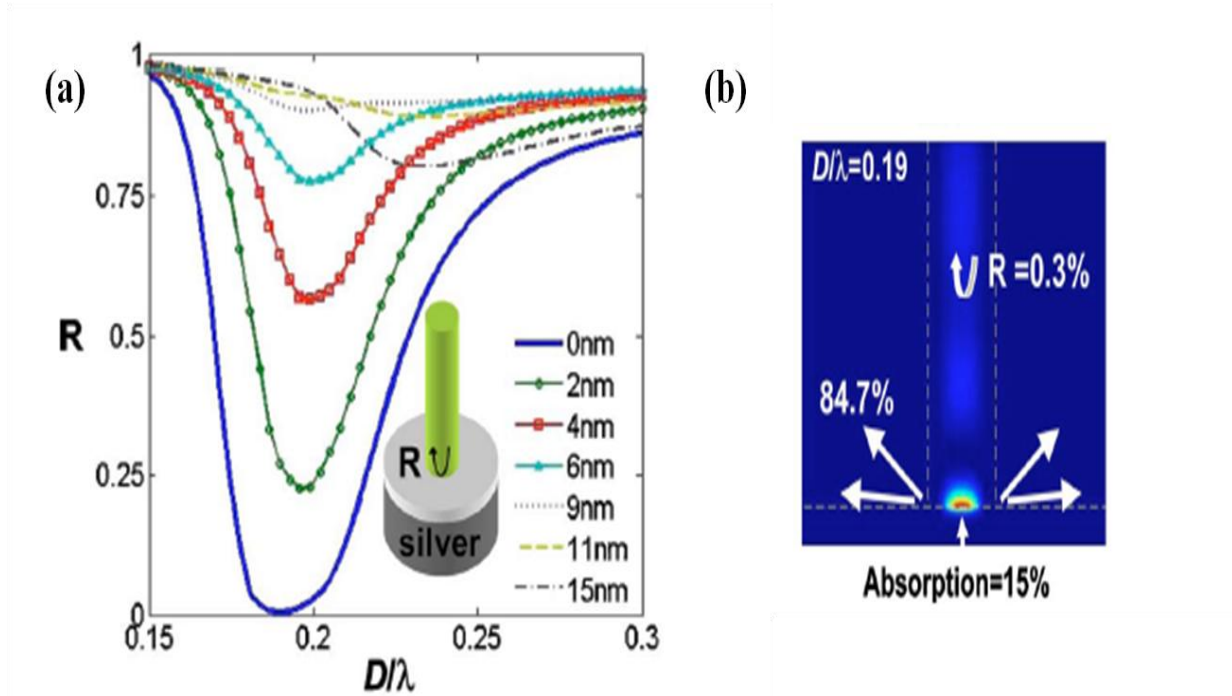 (a)
1
0.75
0.5
0.25
0
R
0.15
0.2
0.25
0.3
D/λ
0nm
2nm
4nm
6nm
9nm
11nm
15nm
R
silver
(b)
D/λ=0.19
R =0.3%
84.7%
Absorption=15%